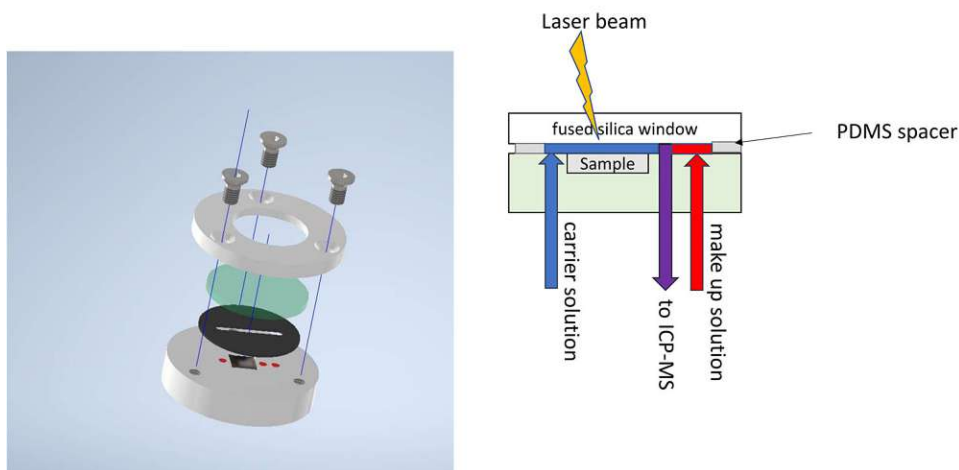 Laser beam
fused silica window
PDMS spacer
Sample
carrier solution
to ICP-MS
make up solution